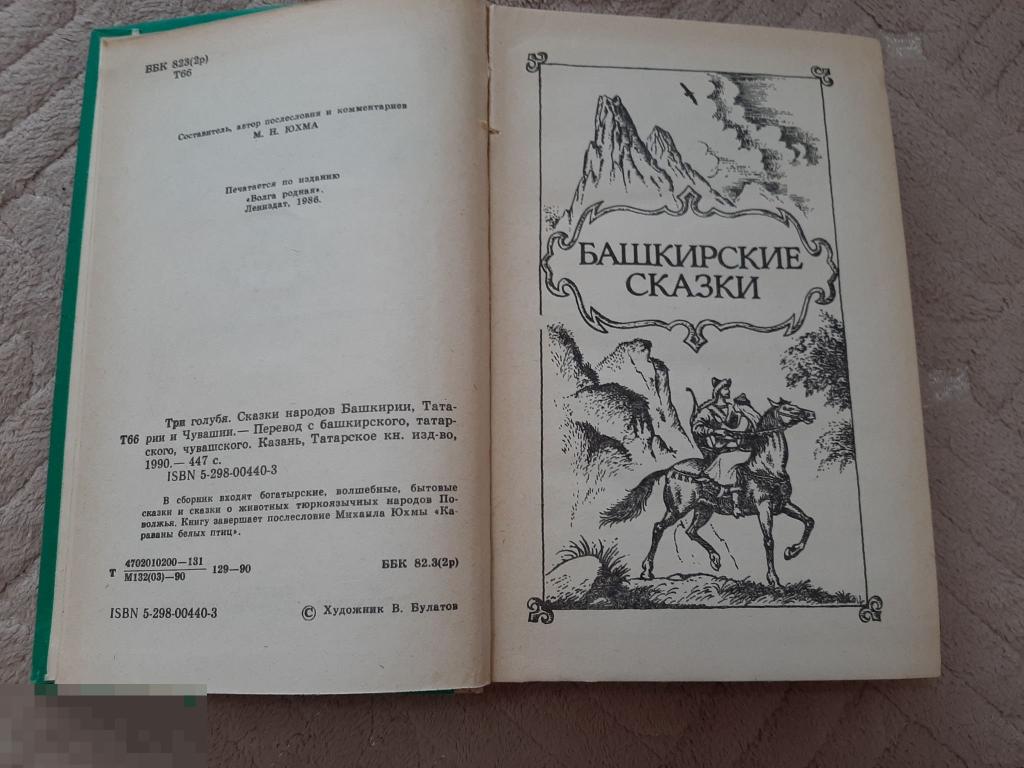 ББК 823(2р)
Т66
Составитель, автор послесловия и комментариев
М. Н. ЮХМА
Печатается по изданию
«Волга родная».
Лениздат, 1986.
Три голубя. Сказки народов Башкирии, Тата-
Т66 рии и Чувашии.— Перевод с башкирского, татар-
ского, чувашского. Казань, Татарское кн. изд-во,
1990.— 447 с.
ISBN 5-298-00440-3
В сборник входят богатырские, волшебные, бытовые
сказки и сказки о животных тюркоязычных народов По-
волжья. Книгу завершает послесловие Михаила Юхмы «Ка-
раваны белых птиц».
Т 4702010200—131
М132(03)—90 129—90
ББК 82.3(2р)
ISBN 5-298-00440-3
© Художник В. Булатов
БАШКИРСКИЕ
СКАЗКИ